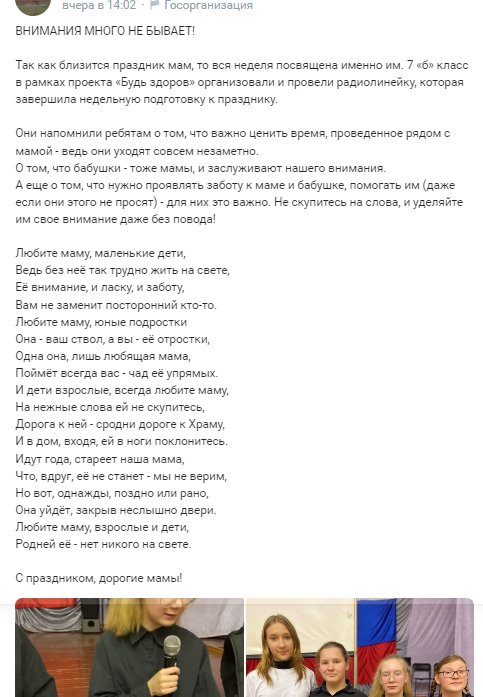 вчера в 14:02 · Госорганизация
ВНИМАНИЯ МНОГО НЕ БЫВАЕТ!
Так как близится праздник мам, то вся неделя посвящена именно им. 7 «б» класс
в рамках проекта «Будь здоров» организовали и провели радиолинейку, которая
завершила недельную подготовку к празднику.
Они напомнили ребятам о том, что важно ценить время, проведенное рядом с
мамой - ведь они уходят совсем незаметно.
О том, что бабушки - тоже мамы, и заслуживают нашего внимания.
А еще о том, что нужно проявлять заботу к маме и бабушке, помогать им (даже
если они этого не просят) - для них это важно. Не скупитесь на слова, и уделяйте
им свое внимание даже без повода!
Любите маму, маленькие дети,
Ведь без неё так трудно жить на свете,
Её внимание, и ласку, и заботу,
Вам не заменит посторонний кто-то.
Любите маму, юные подростки
Она - ваш ствол, а вы - её отростки,
Одна она, лишь любящая мама,
Поймёт всегда вас - чад её упрямых.
И дети взрослые, всегда любите маму,
На нежные слова ей не скупитесь,
Дорога к ней - сродни дороге к Храму,
И в дом, входя, ей в ноги поклонитесь.
Идут года, стареет наша мама,
Что, вдруг, её не станет - мы не верим,
Но вот, однажды, поздно или рано,
Она уйдёт, закрыв неслышно двери.
Любите маму, взрослые и дети,
Родней её - нет никого на свете.
С праздником, дорогие мамы!